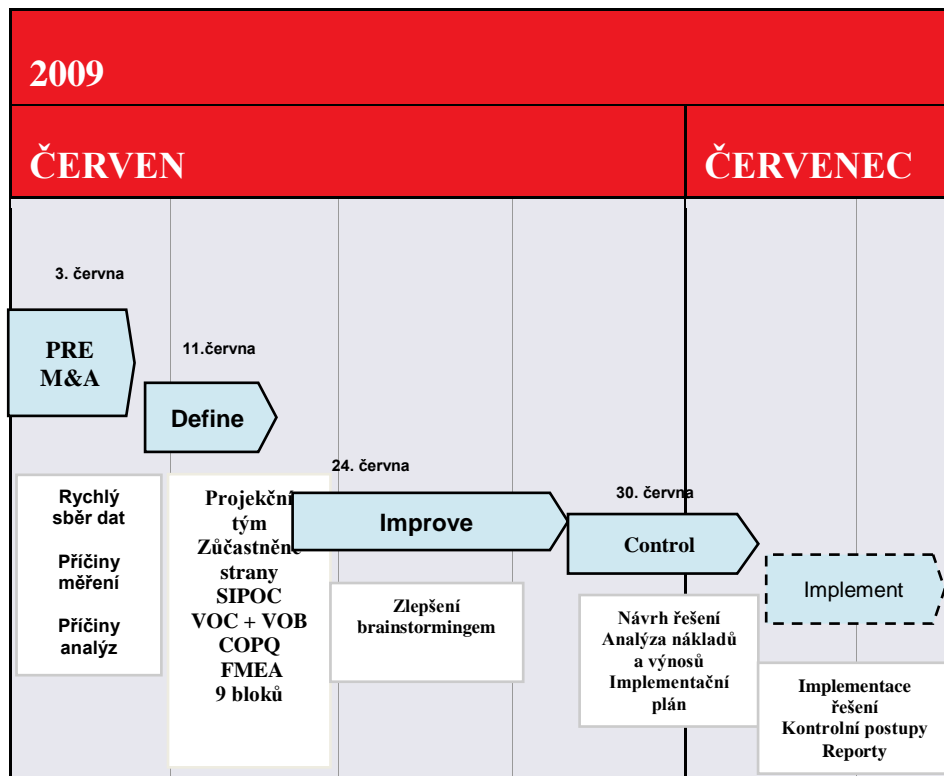 2009
ČERVEN
ČERVENEC
3. června
PRE
M&A
11.června
Define
24. června
Improve
30. června
Control
Implement
Rychlý
sběr dat
Příčiny
měření
Příčiny
analýz
Projekční
tým
Zůčastněné
strany
SIPOC
VOC + VOB
COPQ
FMEA
9 bloků
Zlepšení
brainstormingem
Návrh řešení
Analýza nákladů
a výnosů
Implementační
plán
Implementace
řešení
Kontrolní postupy
Reporty